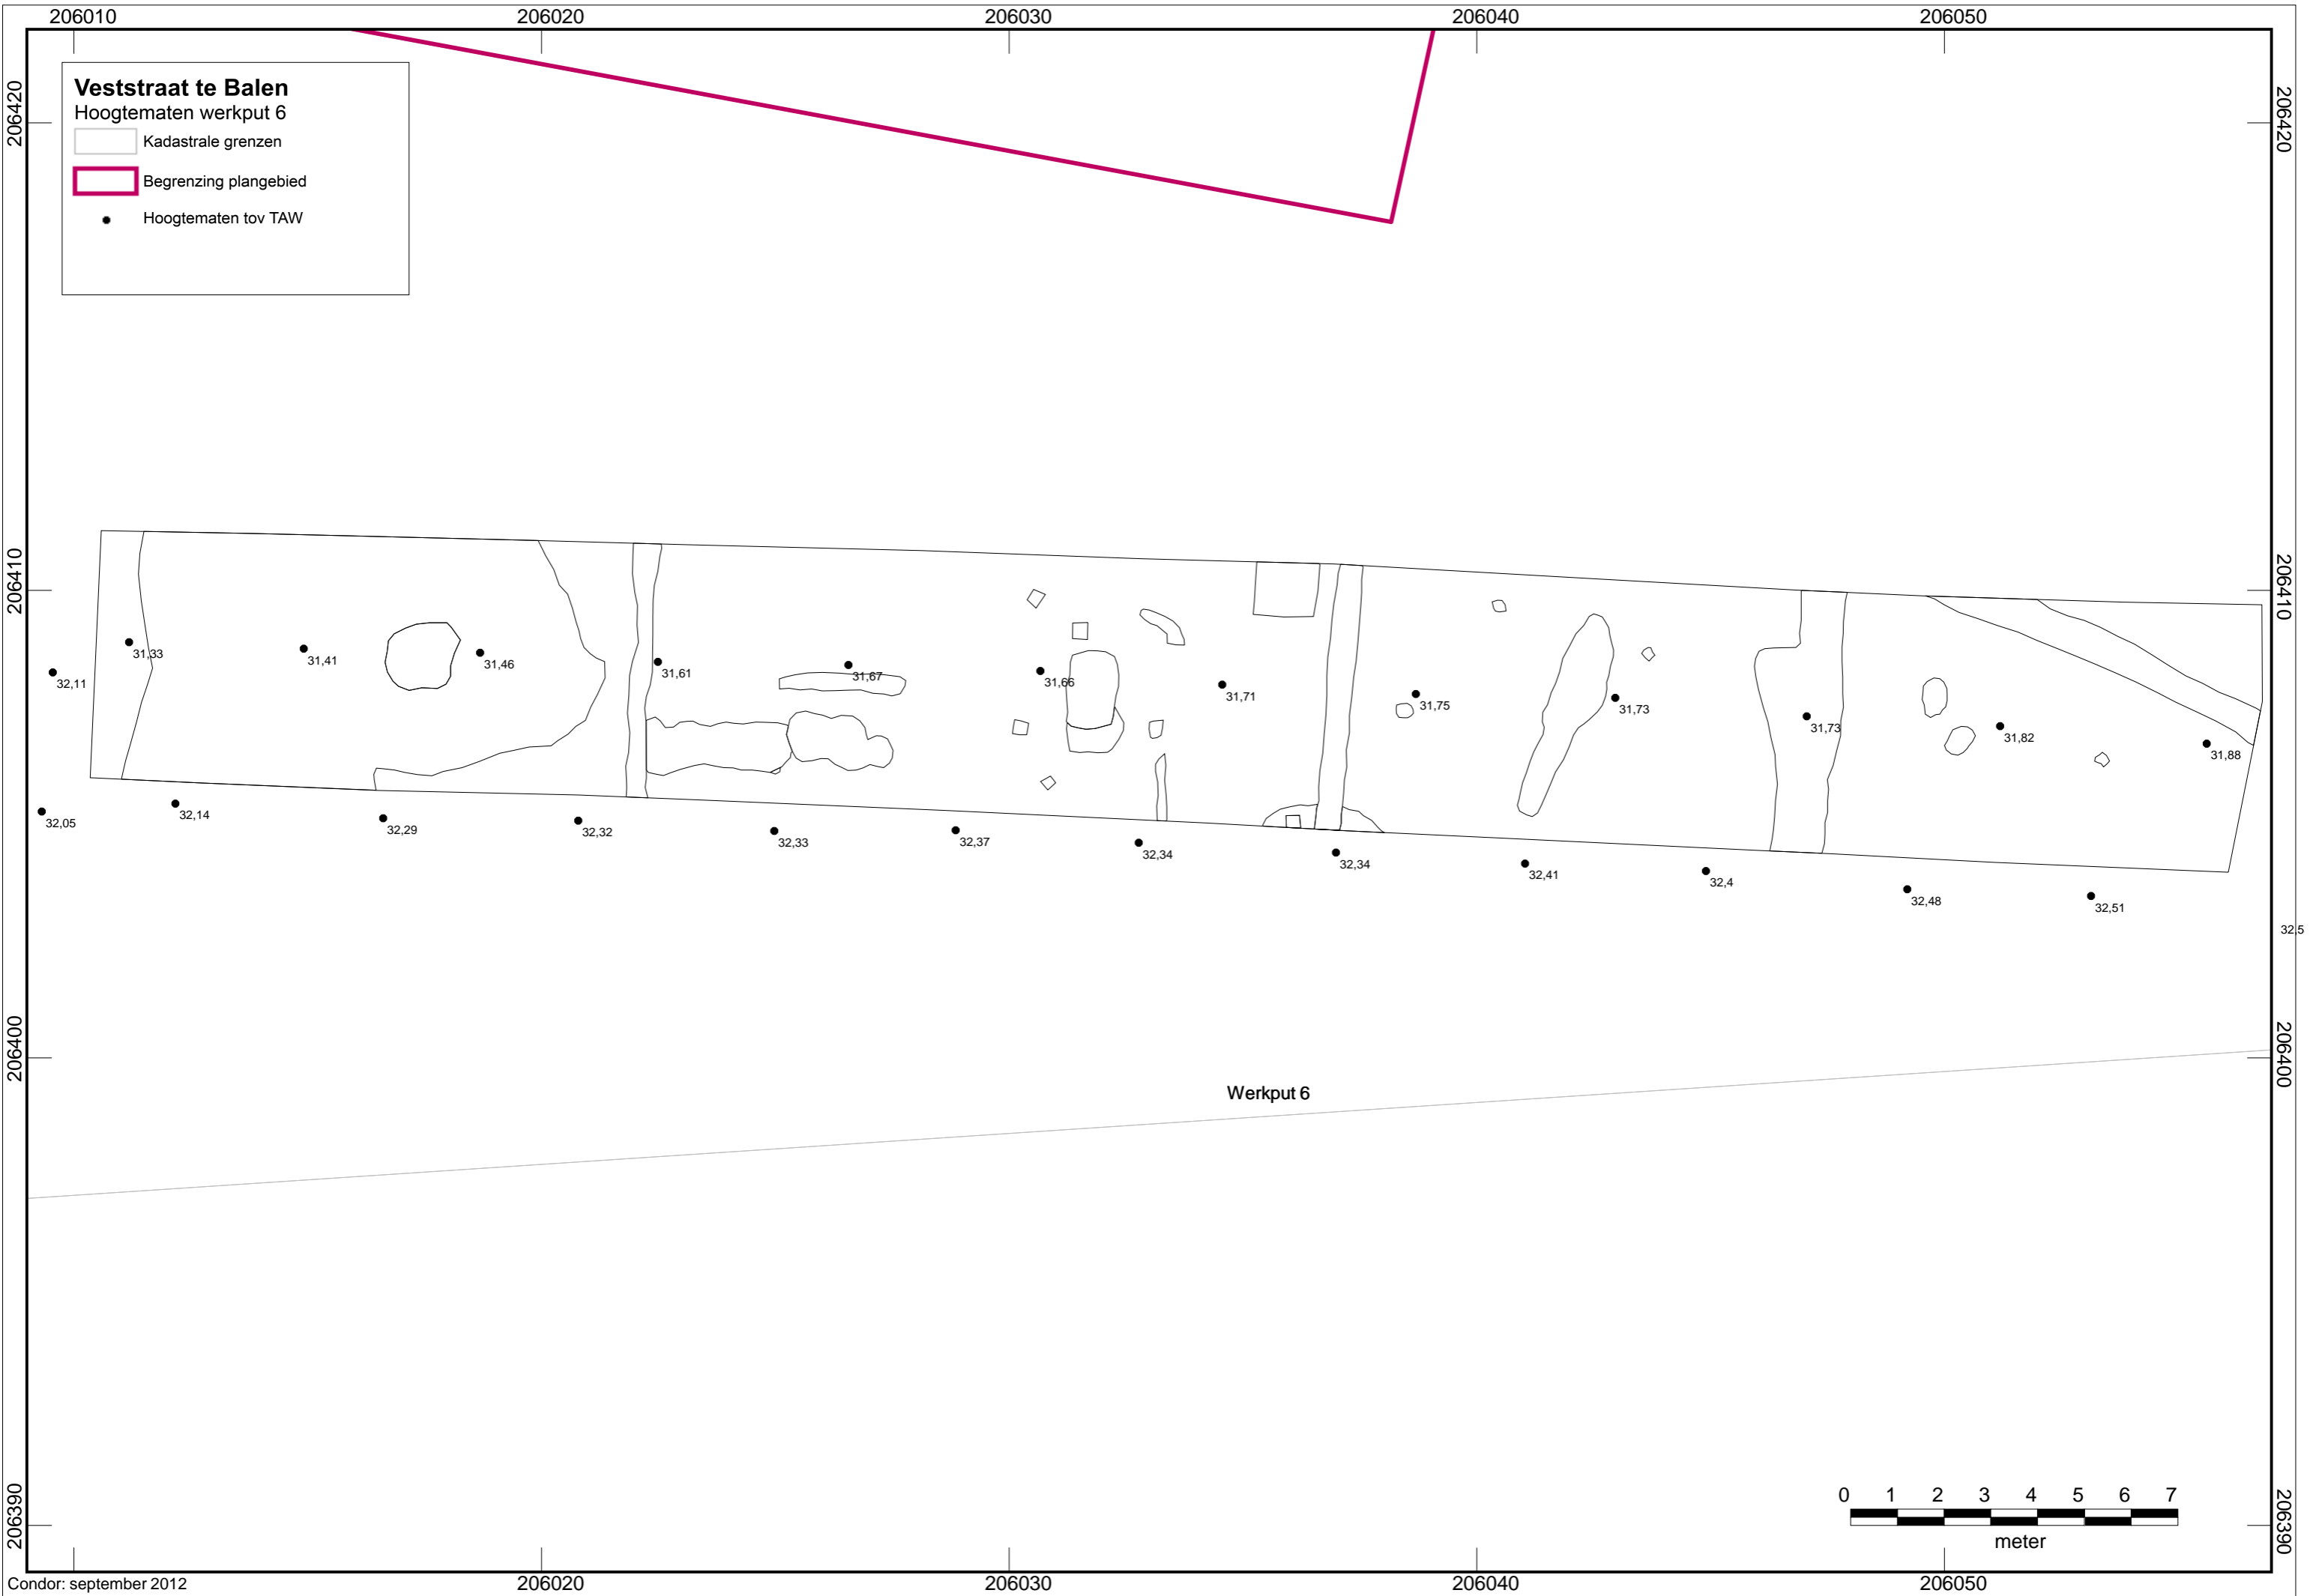 206010 206020 206030 206040 206050
206420 206420
Veststraat te Balen
Hoogtematen werkput 6
Kadastrale grenzen
Begrenzing plangebied
Hoogtematen tov TAW
206410 206410
31,33 31,41 31,46 31,61 31,67 31,66 31,71 31,75 31,73 31,73 31,82 31,88
32,11
32,05 32,14 32,29 32,32 32,33 32,37 32,34 32,34 32,41 32,4 32,48 32,51
32,5
206400 206400
Werkput 6
0 1 2 3 4 5 6 7
meter
206390 206390
Condor: september 2012
206020 206030 206040 206050